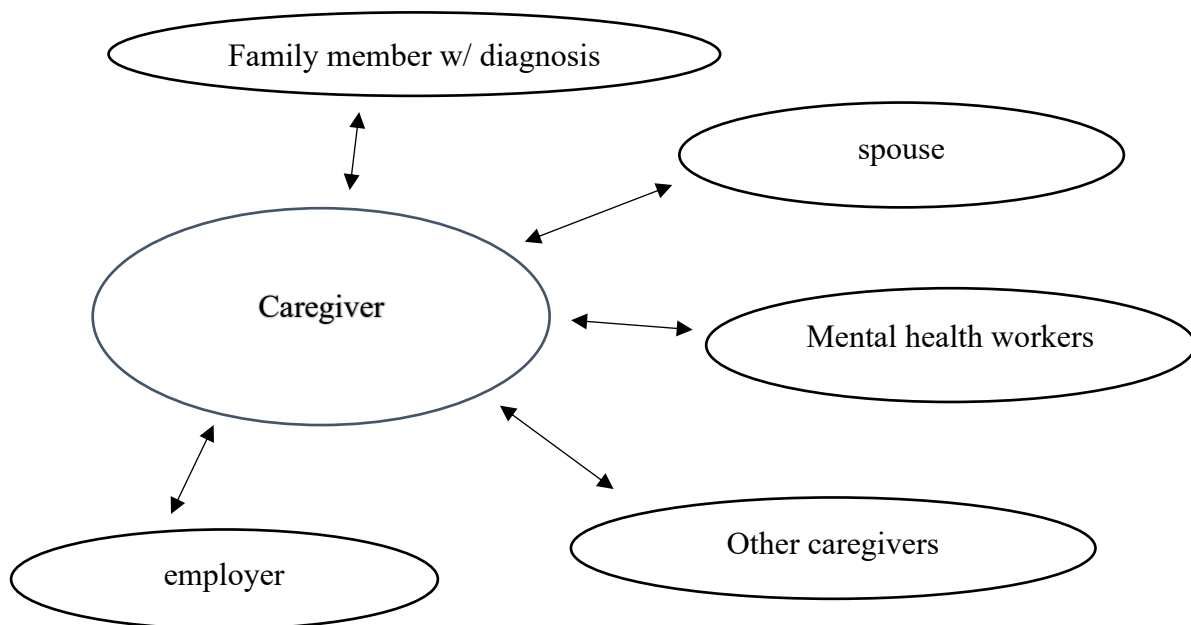 Family member w/ diagnosis
spouse
Caregiver
Mental health workers
Other caregivers
employer